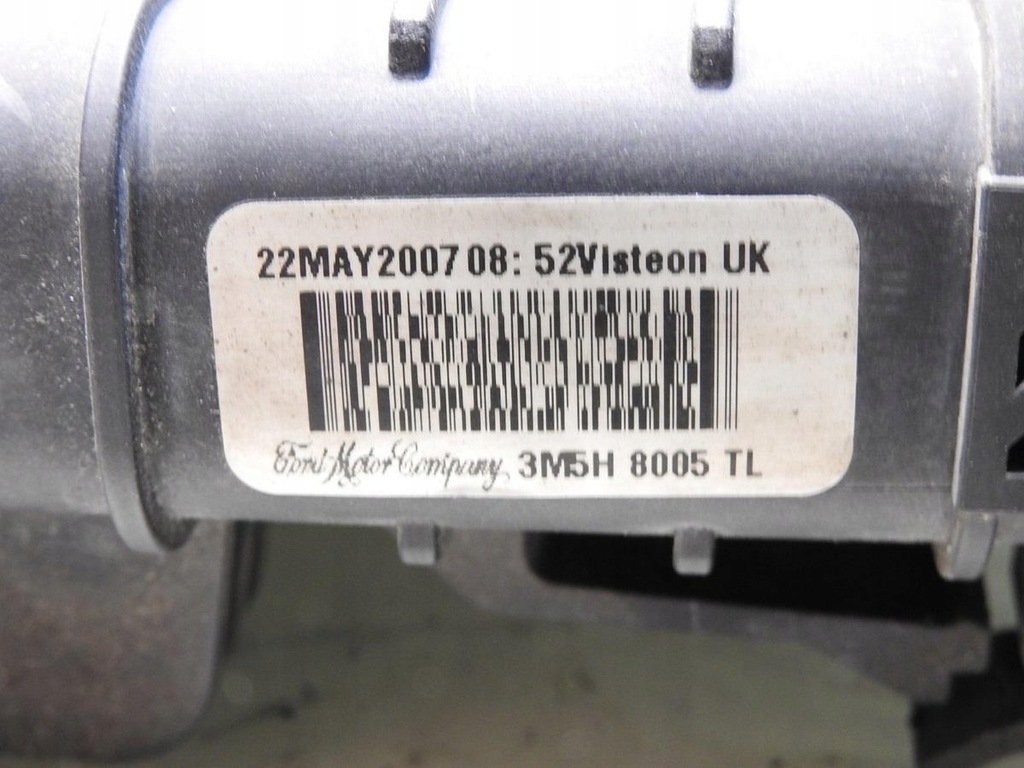 22MAY2007 08: 52Visteon UK
Ford Motor Company 3M5H 8005 TL